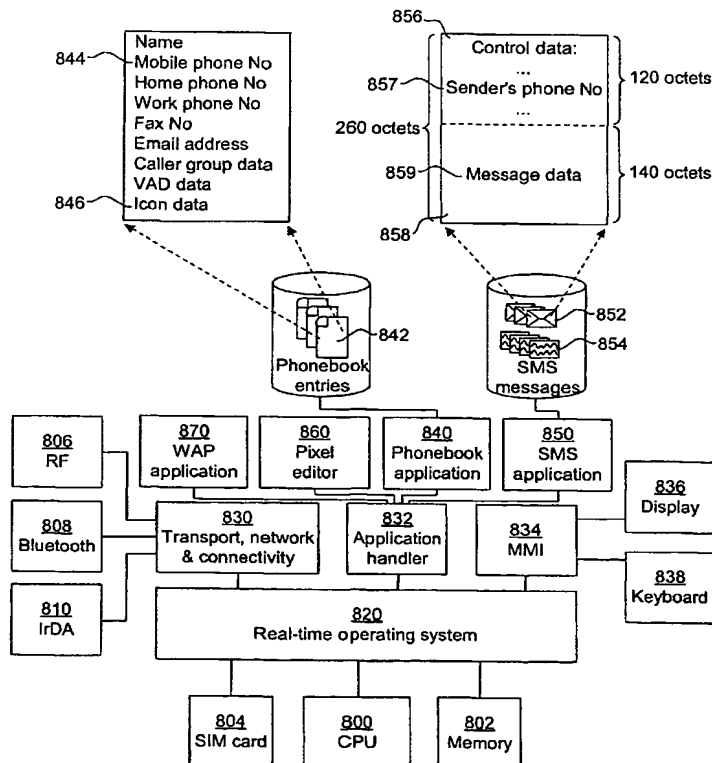 Name
844
Mobile phone No
Home phone No
Work phone No
Fax No
Email address
Caller group data
VAD data
846
Icon data
856
Control data:
...
857
Sender's phone No
...
120 octets
260 octets
859
Message data
140 octets
858
842
Phonebook
entries
852
854
SMS
messages
806
RF
870
WAP
application
860
Pixel
editor
840
Phonebook
application
850
SMS
application
836
Display
808
Bluetooth
830
Transport, network
& connectivity
832
Application
handler
834
MMI
838
Keyboard
810
IrDA
820
Real-time operating system
804
SIM card
800
CPU
802
Memory